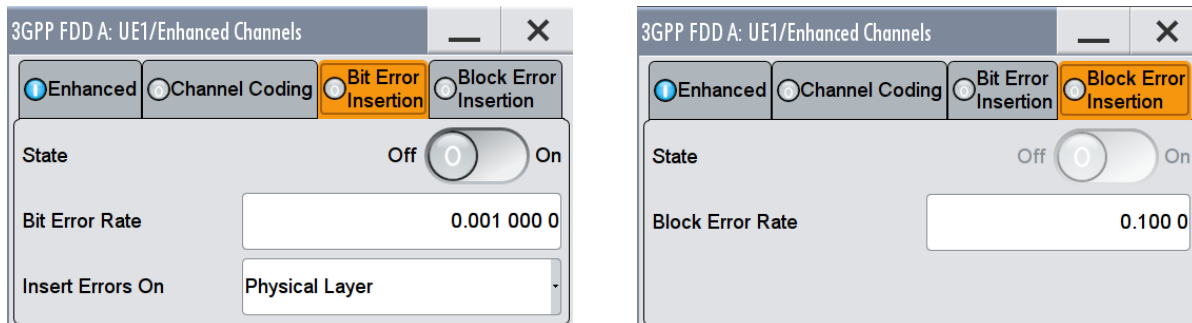 3GPP FDD A: UE1/Enhanced Channels
Enhanced
Channel Coding
Bit Error
Insertion
Block Error
Insertion
State
Off
On
Bit Error Rate
0.001 000 0
Insert Errors On
Physical Layer
3GPP FDD A: UE1/Enhanced Channels
Enhanced
Channel Coding
Bit Error
Insertion
Block Error
Insertion
State
Off
On
Block Error Rate
0.100 0